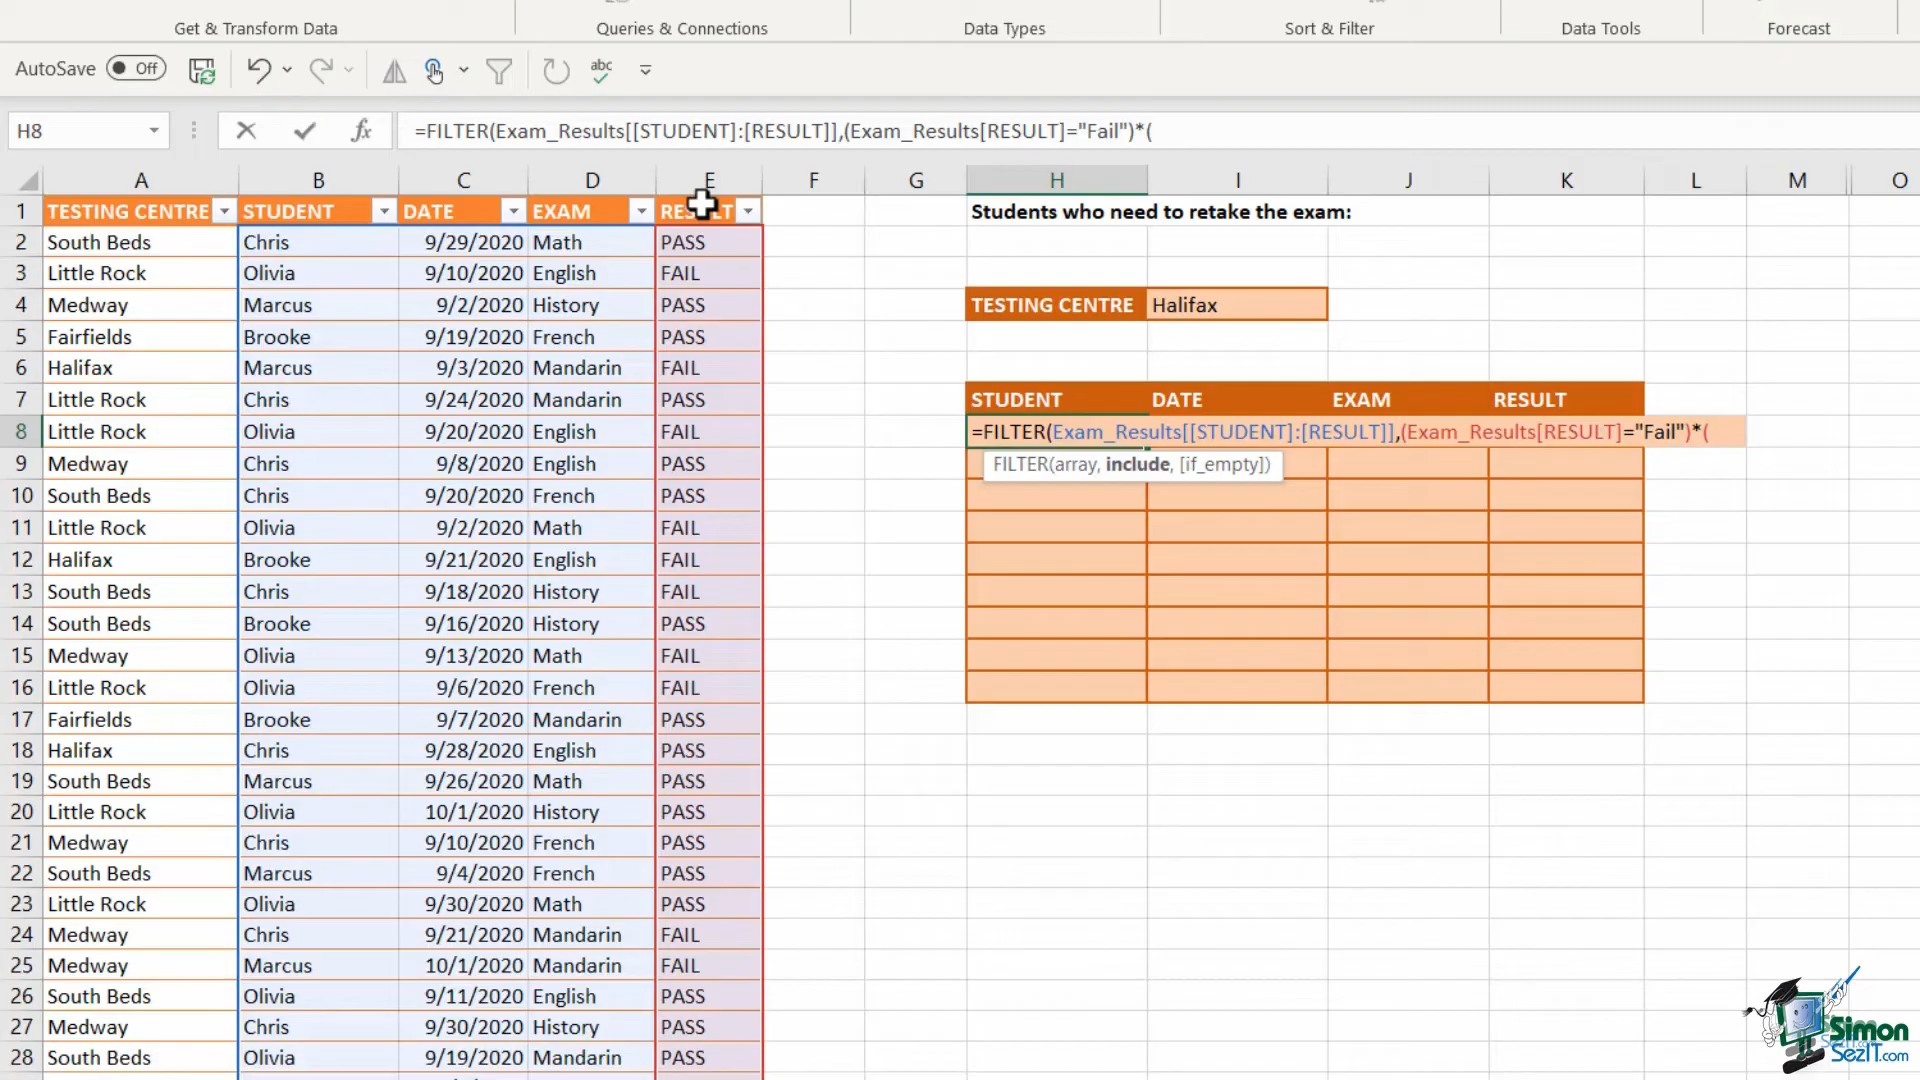 Get & Transform Data Queries & Connections Data Types Sort & Filter Data Tools Forecast
AutoSave Off abc
H8 fx =FILTER(Exam_Results[[STUDENT]:[RESULT]],(Exam_Results[RESULT]="Fail")*(
A B C D E F G H I J K L M O
1 TESTING CENTRE STUDENT DATE EXAM RESULT Students who need to retake the exam:
2 South Beds Chris 9/29/2020 Math PASS
3 Little Rock Olivia 9/10/2020 English FAIL
4 Medway Marcus 9/2/2020 History PASS TESTING CENTRE Halifax
5 Fairfields Brooke 9/19/2020 French PASS
6 Halifax Marcus 9/3/2020 Mandarin FAIL
7 Little Rock Chris 9/24/2020 Mandarin PASS STUDENT DATE EXAM RESULT
8 Little Rock Olivia 9/20/2020 English FAIL =FILTER(Exam_Results[[STUDENT]:[RESULT]],(Exam_Results[RESULT]="Fail")*(
9 Medway Chris 9/8/2020 English PASS FILTER(array, include, [if_empty])
10 South Beds Chris 9/20/2020 French PASS
11 Little Rock Olivia 9/2/2020 Math FAIL
12 Halifax Brooke 9/21/2020 English FAIL
13 South Beds Chris 9/18/2020 History FAIL
14 South Beds Brooke 9/16/2020 History PASS
15 Medway Olivia 9/13/2020 Math FAIL
16 Little Rock Olivia 9/6/2020 French FAIL
17 Fairfields Brooke 9/7/2020 Mandarin PASS
18 Halifax Chris 9/28/2020 English PASS
19 South Beds Marcus 9/26/2020 Math PASS
20 Little Rock Olivia 10/1/2020 History PASS
21 Medway Chris 9/10/2020 French PASS
22 South Beds Marcus 9/4/2020 French PASS
23 Little Rock Olivia 9/30/2020 Math PASS
24 Medway Chris 9/21/2020 Mandarin FAIL
25 Medway Marcus 10/1/2020 Mandarin FAIL
26 South Beds Olivia 9/11/2020 English PASS
27 Medway Chris 9/30/2020 History PASS
28 South Beds Olivia 9/19/2020 Mandarin PASS
Simon
SezIT.com